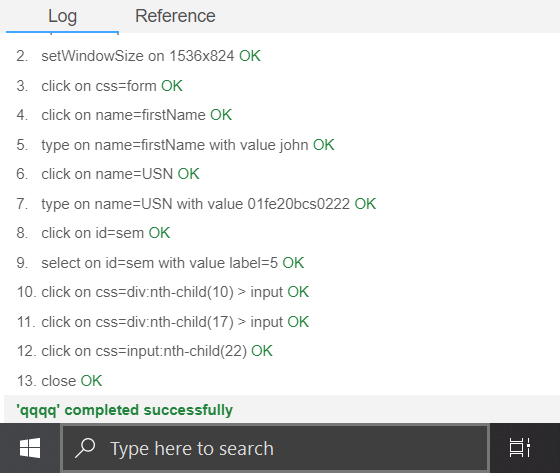 Log Reference
2. setWindowSize on 1536x824 OK
3. click on css=form OK
4. click on name=firstName OK
5. type on name=firstName with value john OK
6. click on name=USN OK
7. type on name=USN with value 01fe20bcs0222 OK
8. click on id=sem OK
9. select on id=sem with value label=5 OK
10. click on css=div:nth-child(10) > input OK
11. click on css=div:nth-child(17) > input OK
12. click on css=input:nth-child(22) OK
13. close OK
'qqqq' completed successfully
Type here to search